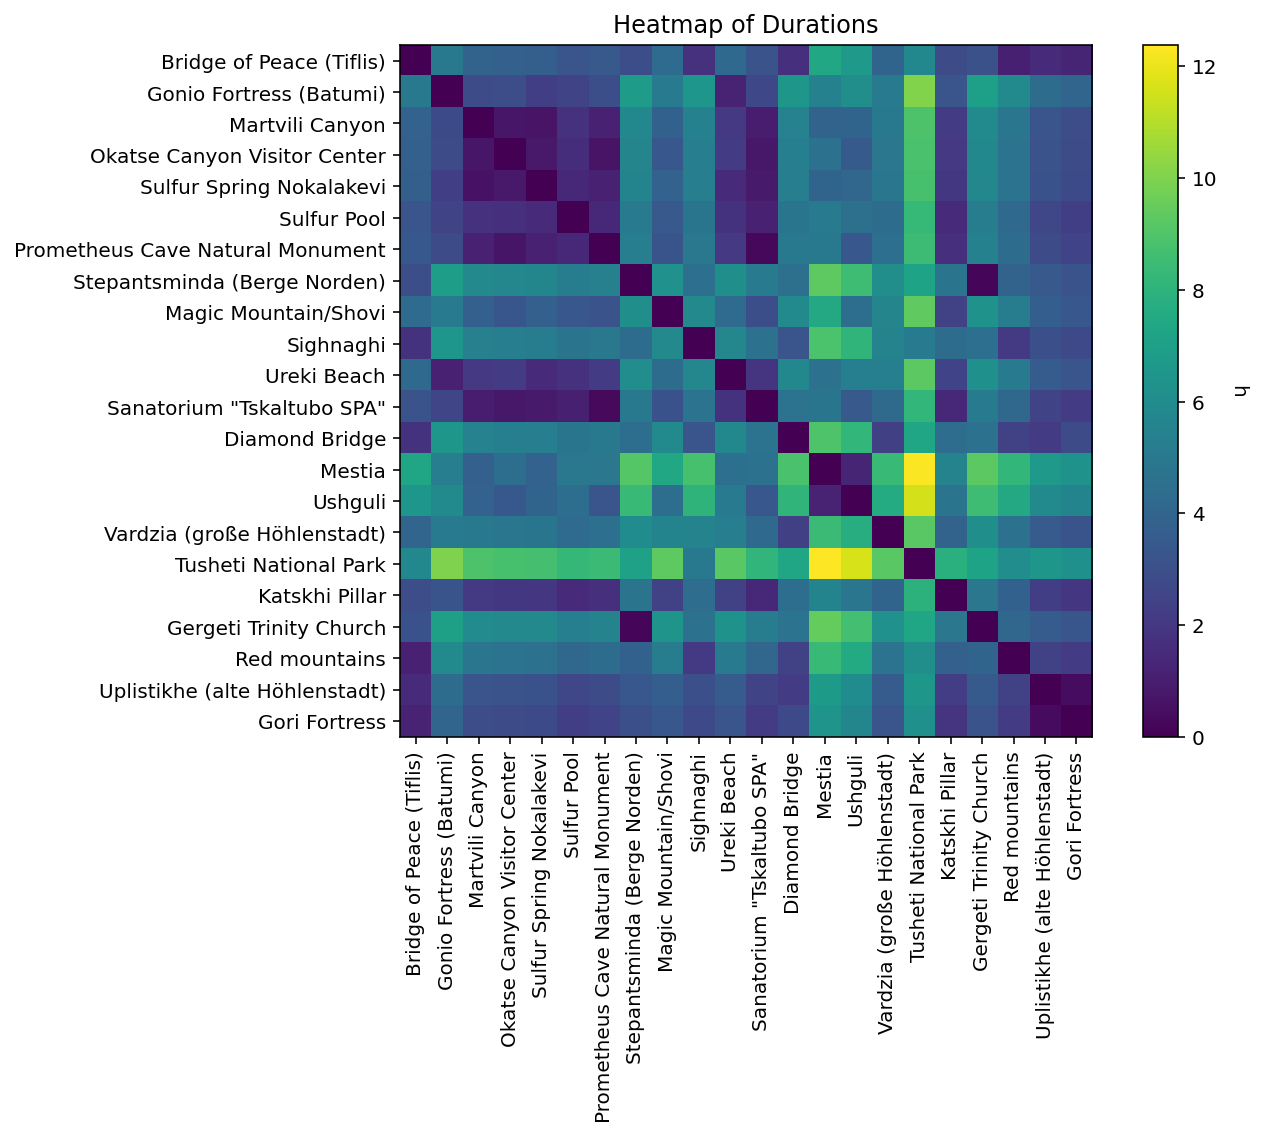 Heatmap of Durations
Bridge of Peace (Tiflis)
Gonio Fortress (Batumi)
Martvili Canyon
Okatse Canyon Visitor Center
Sulfur Spring Nokalakevi
Sulfur Pool
Prometheus Cave Natural Monument
Stepantsminda (Berge Norden)
Magic Mountain/Shovi
Sighnaghi
Ureki Beach
Sanatorium "Tskaltubo SPA"
Diamond Bridge
Mestia
Ushguli
Vardzia (große Höhlenstadt)
Tusheti National Park
Katskhi Pillar
Gergeti Trinity Church
Red mountains
Uplistikhe (alte Höhlenstadt)
Gori Fortress
Bridge of Peace (Tiflis)
Gonio Fortress (Batumi)
Martvili Canyon
Okatse Canyon Visitor Center
Sulfur Spring Nokalakevi
Sulfur Pool
Prometheus Cave Natural Monument
Stepantsminda (Berge Norden)
Magic Mountain/Shovi
Sighnaghi
Ureki Beach
Sanatorium "Tskaltubo SPA"
Diamond Bridge
Mestia
Ushguli
Vardzia (große Höhlenstadt)
Tusheti National Park
Katskhi Pillar
Gergeti Trinity Church
Red mountains
Uplistikhe (alte Höhlenstadt)
Gori Fortress
12
10
8
6
4
2
0
h